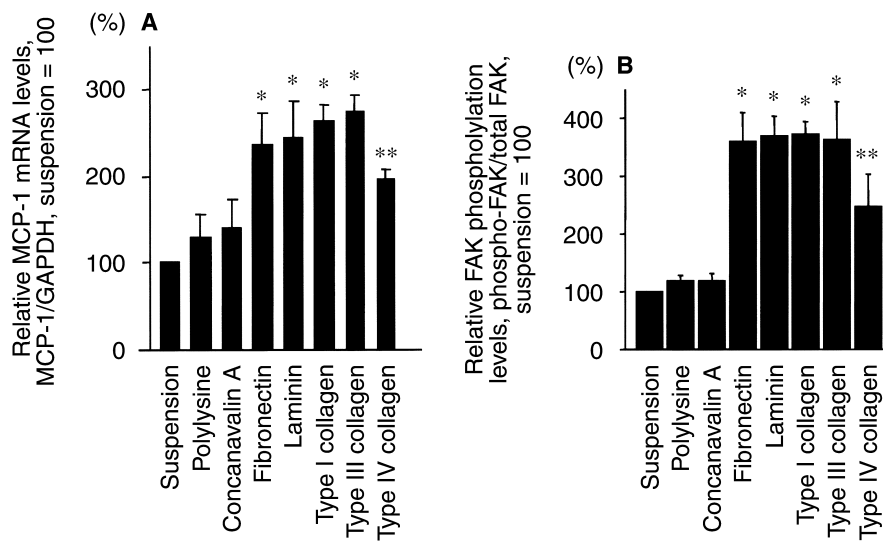 (%) A
Relative MCP-1 mRNA levels,
MCP-1/GAPDH, suspension = 100
300
200
100
0
*
*
*
*
**
Suspension
Polylysine
Concanavalin A
Fibronectin
Laminin
Type I collagen
Type III collagen
Type IV collagen
(%) B
Relative FAK phospholylation
levels, phospho-FAK/total FAK,
suspension = 100
400
300
200
100
0
*
*
*
*
**
Suspension
Polylysine
Concanavalin A
Fibronectin
Laminin
Type I collagen
Type III collagen
Type IV collagen